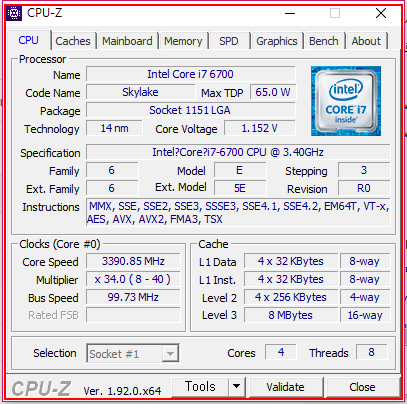 CPU-Z
CPU Caches Mainboard Memory SPD Graphics Bench About
Processor
Name Intel Core i7 6700
Code Name Skylake Max TDP 65.0 W
Package Socket 1151 LGA
Technology 14 nm Core Voltage 1.152 V
intel
CORE i7
inside™
Specification Intel?Core?i7-6700 CPU @ 3.40GHz
Family 6 Model E Stepping 3
Ext. Family 6 Ext. Model 5E Revision R0
Instructions MMX, SSE, SSE2, SSE3, SSSE3, SSE4.1, SSE4.2, EM64T, VT-x,
AES, AVX, AVX2, FMA3, TSX
Clocks (Core #0)
Core Speed 3390.85 MHz
Multiplier x 34.0 ( 8 - 40 )
Bus Speed 99.73 MHz
Rated FSB
Cache
L1 Data 4 x 32 KBytes 8-way
L1 Inst. 4 x 32 KBytes 8-way
Level 2 4 x 256 KBytes 4-way
Level 3 8 MBytes 16-way
Selection Socket #1 Cores 4 Threads 8
CPU-Z Ver. 1.92.0.x64 Tools Validate Close